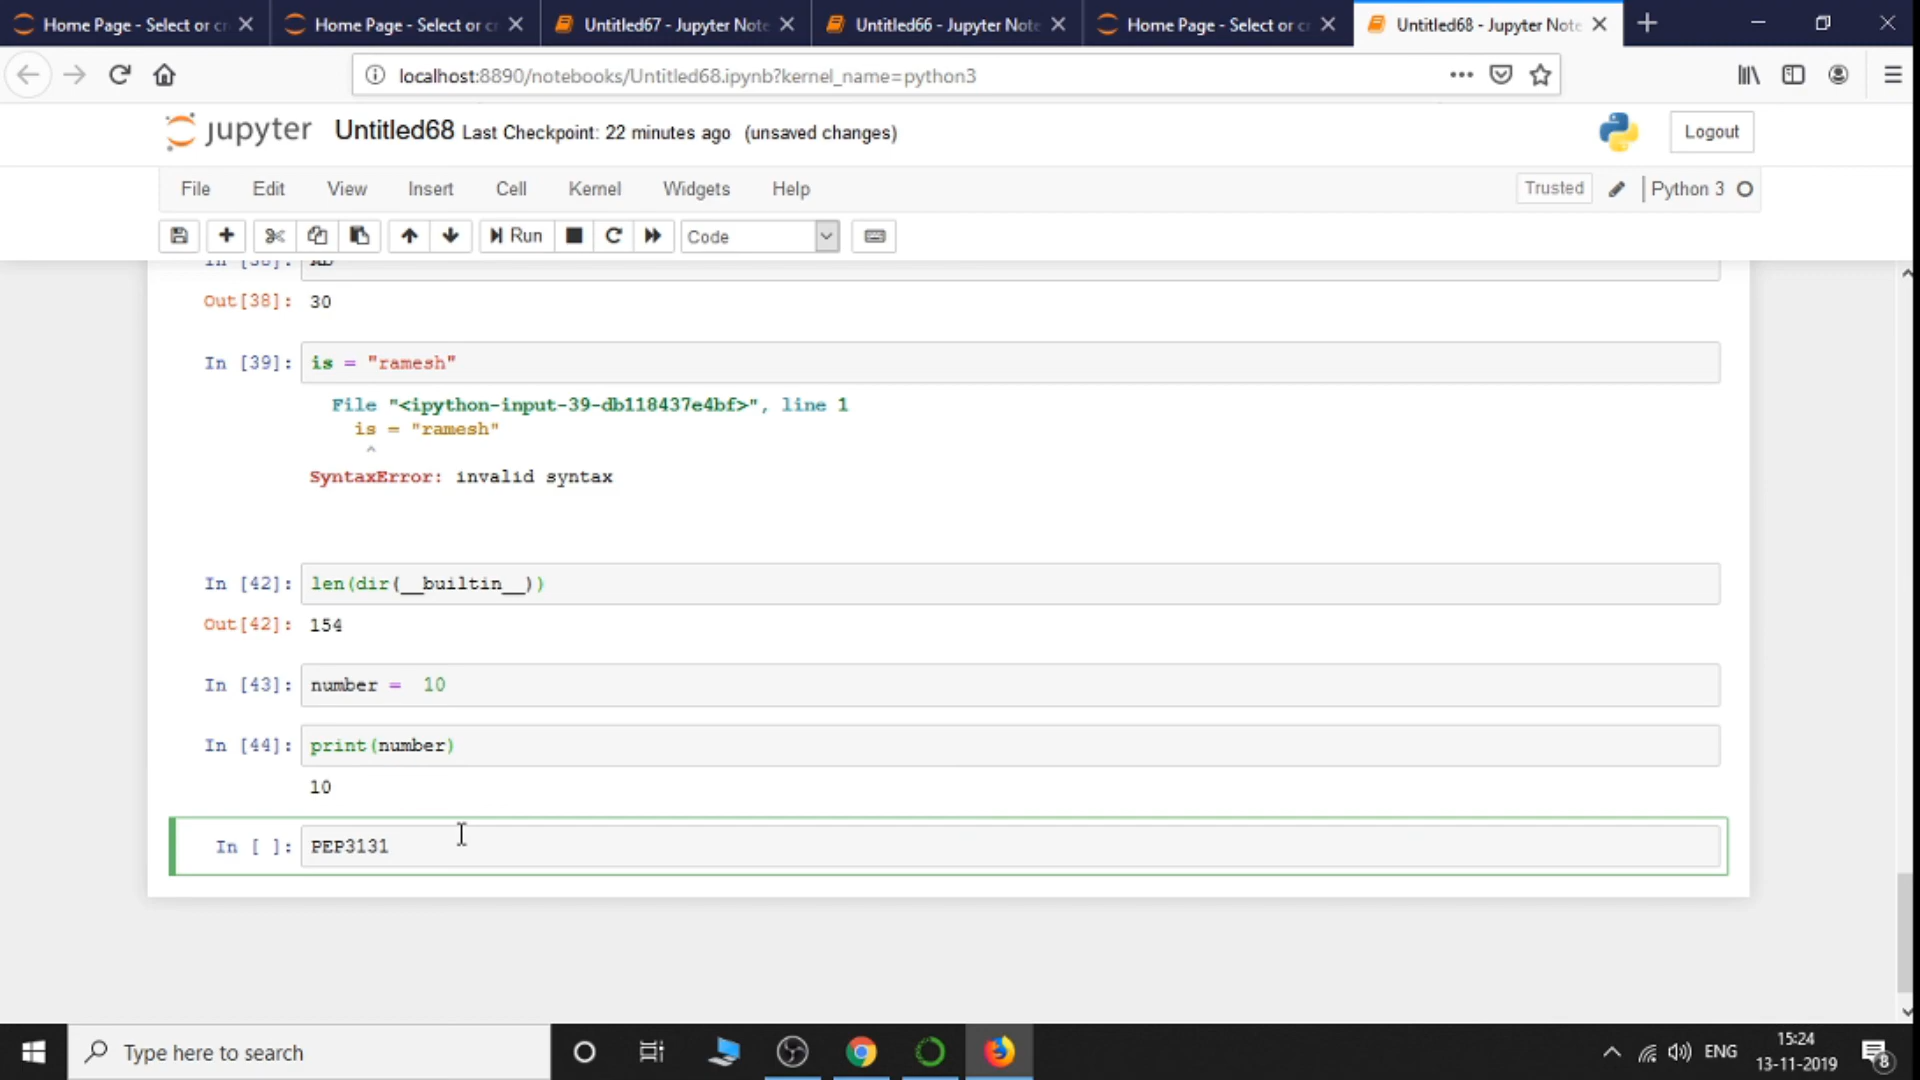 Home Page - Select or cr
Home Page - Select or c
Untitled67 - Jupyter Note
Untitled66 - Jupyter Note
Home Page - Select or c
Untitled68 - Jupyter Note
localhost:8890/notebooks/Untitled68.ipynb?kernel_name=python3
jupyter Untitled68 Last Checkpoint: 22 minutes ago (unsaved changes)
Logout
File Edit View Insert Cell Kernel Widgets Help
Trusted
Python 3
Run
Code
In [38]: AB
Out[38]: 30
In [39]: is = "ramesh"
File "<ipython-input-39-db118437e4bf>", line 1
is = "ramesh"
^
SyntaxError: invalid syntax
In [42]: len(dir(__builtin__))
Out[42]: 154
In [43]: number =  10
In [44]: print(number)
10
In [ ]: PEP3131
Type here to search
ENG
15:24
13-11-2019
8